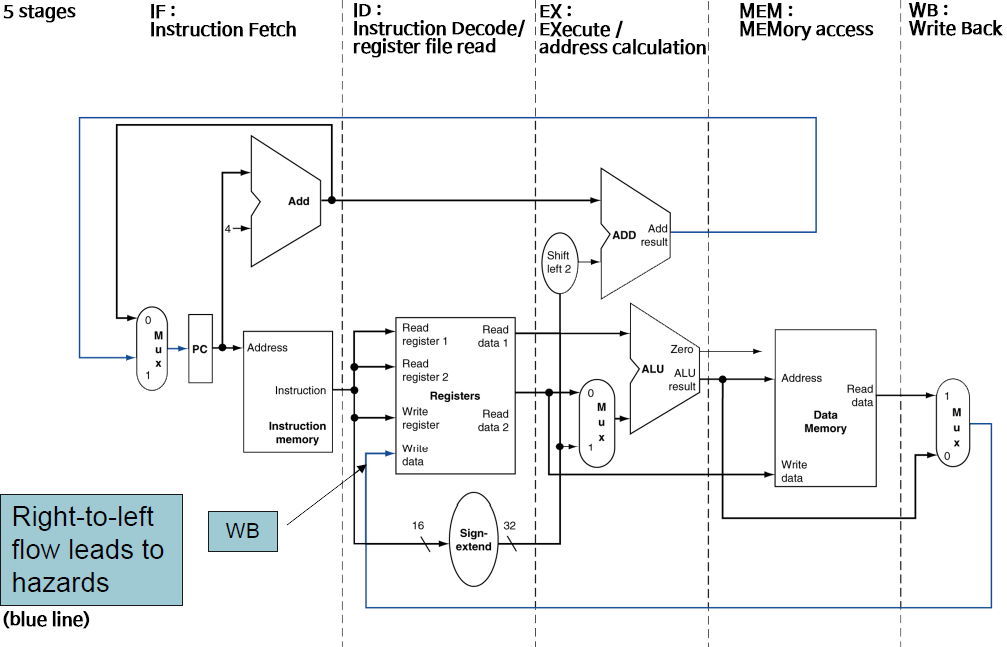 5 stages
IF :
Instruction Fetch
ID :
Instruction Decode/
register file read
EX :
EXecute /
address calculation
MEM :
MEMory access
WB :
Write Back
Add
4
ADD
Add
result
Shift
left 2
0
M
u
x
1
PC
Address
Instruction
Instruction
memory
Read
register 1
Read
register 2
Write
register
Write
data
Registers
Read
data 1
Read
data 2
0
M
u
x
1
Zero
ALU
ALU
result
Address
Read
data
Data
Memory
Write
data
1
M
u
x
0
16
Sign-
extend
32
WB
Right-to-left
flow leads to
hazards
(blue line)